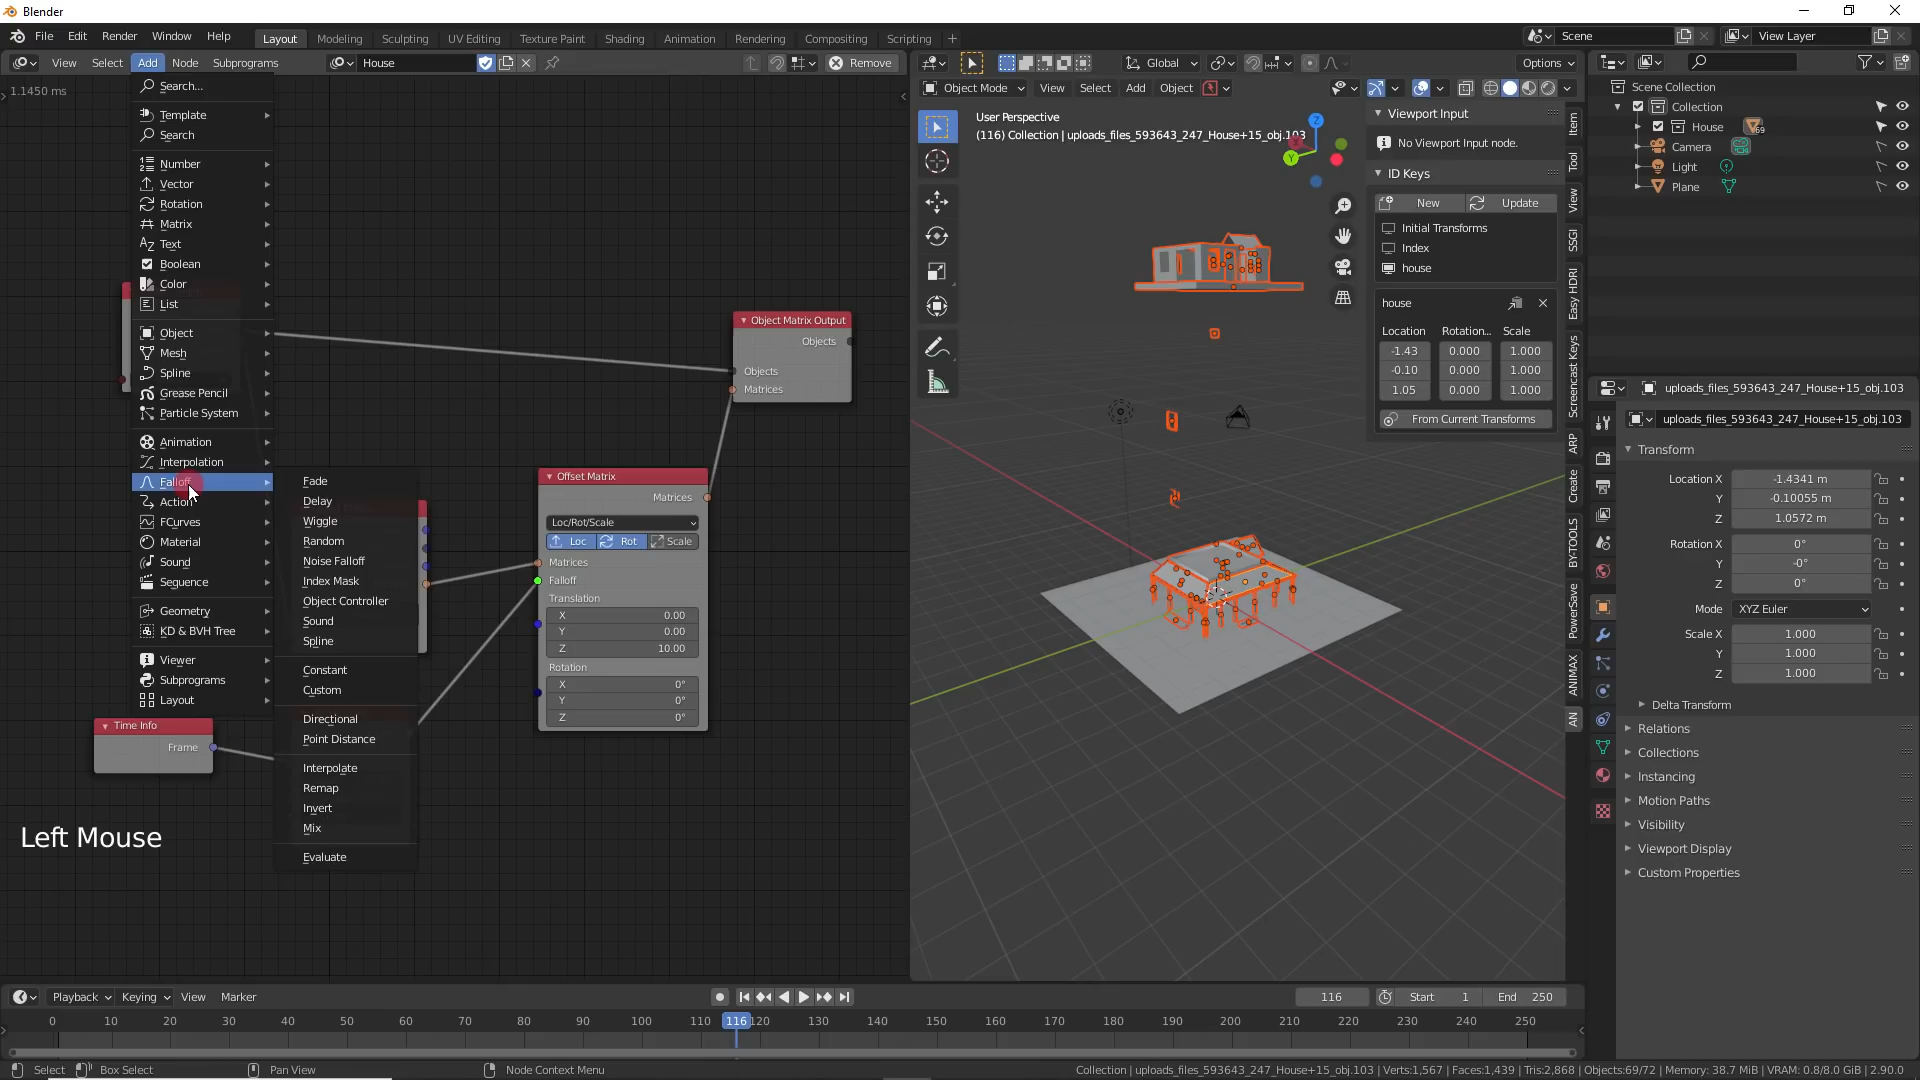 Blender
File Edit Render Window Help
Layout Modeling Sculpting UV Editing Texture Paint Shading Animation Rendering Compositing Scripting +
Scene
View Layer
View Select Add Node Subprograms
House
Remove
Global
Options
1.1450 ms
Search...
Template
Search
Number
Vector
Rotation
Matrix
Text
Boolean
Color
List
Object
Mesh
Spline
Grease Pencil
Particle System
Animation
Interpolation
Falloff
Action
FCurves
Material
Sound
Sequence
Geometry
KD & BVH Tree
Viewer
Subprograms
Layout
Fade
Delay
Wiggle
Random
Noise Falloff
Index Mask
Object Controller
Sound
Spline
Constant
Custom
Directional
Point Distance
Interpolate
Remap
Invert
Mix
Evaluate
Time Info
Frame
Left Mouse
Offset Matrix
Matrices
Loc/Rot/Scale
Loc Rot Scale
Matrices
Falloff
Translation
X 0.00
Y 0.00
Z 10.00
Rotation
X 0°
Y 0°
Z 0°
Object Matrix Output
Objects
Objects
Matrices
Object Mode View Select Add Object
User Perspective
(116) Collection | uploads_files_593643_247_House+15_obj.103
Z
Y
Viewport Input
No Viewport Input node.
ID Keys
New Update
Initial Transforms
Index
house
house
Location Rotation... Scale
-1.43 0.000 1.000
-0.10 0.000 1.000
1.05 0.000 1.000
From Current Transforms
Item
Tool
View
SSGI
Easy HDRI
Screencast Keys
ARP
Create
BY-TOOLS
PowerSave
ANIMAX
AN
Scene Collection
Collection
House 69
Camera
Light
Plane
uploads_files_593643_247_House+15_obj.103
uploads_files_593643_247_House+15_obj.103
Transform
Location X -1.4341 m
Y -0.10055 m
Z 1.0572 m
Rotation X 0°
Y -0°
Z 0°
Mode XYZ Euler
Scale X 1.000
Y 1.000
Z 1.000
Delta Transform
Relations
Collections
Instancing
Motion Paths
Visibility
Viewport Display
Custom Properties
Playback Keying View Marker
116
Start 1
End 250
0 10 20 30 40 50 60 70 80 90 100 110 116 120 130 140 150 160 170 180 190 200 210 220 230 240 250
Select Box Select Pan View Node Context Menu
Collection | uploads_files_593643_247_House+15_obj.103 | Verts:1,567 | Faces:1,439 | Tris:2,868 | Objects:69/72 | Memory: 38.7 MiB | VRAM: 0.8/8.0 GiB | 2.90.0